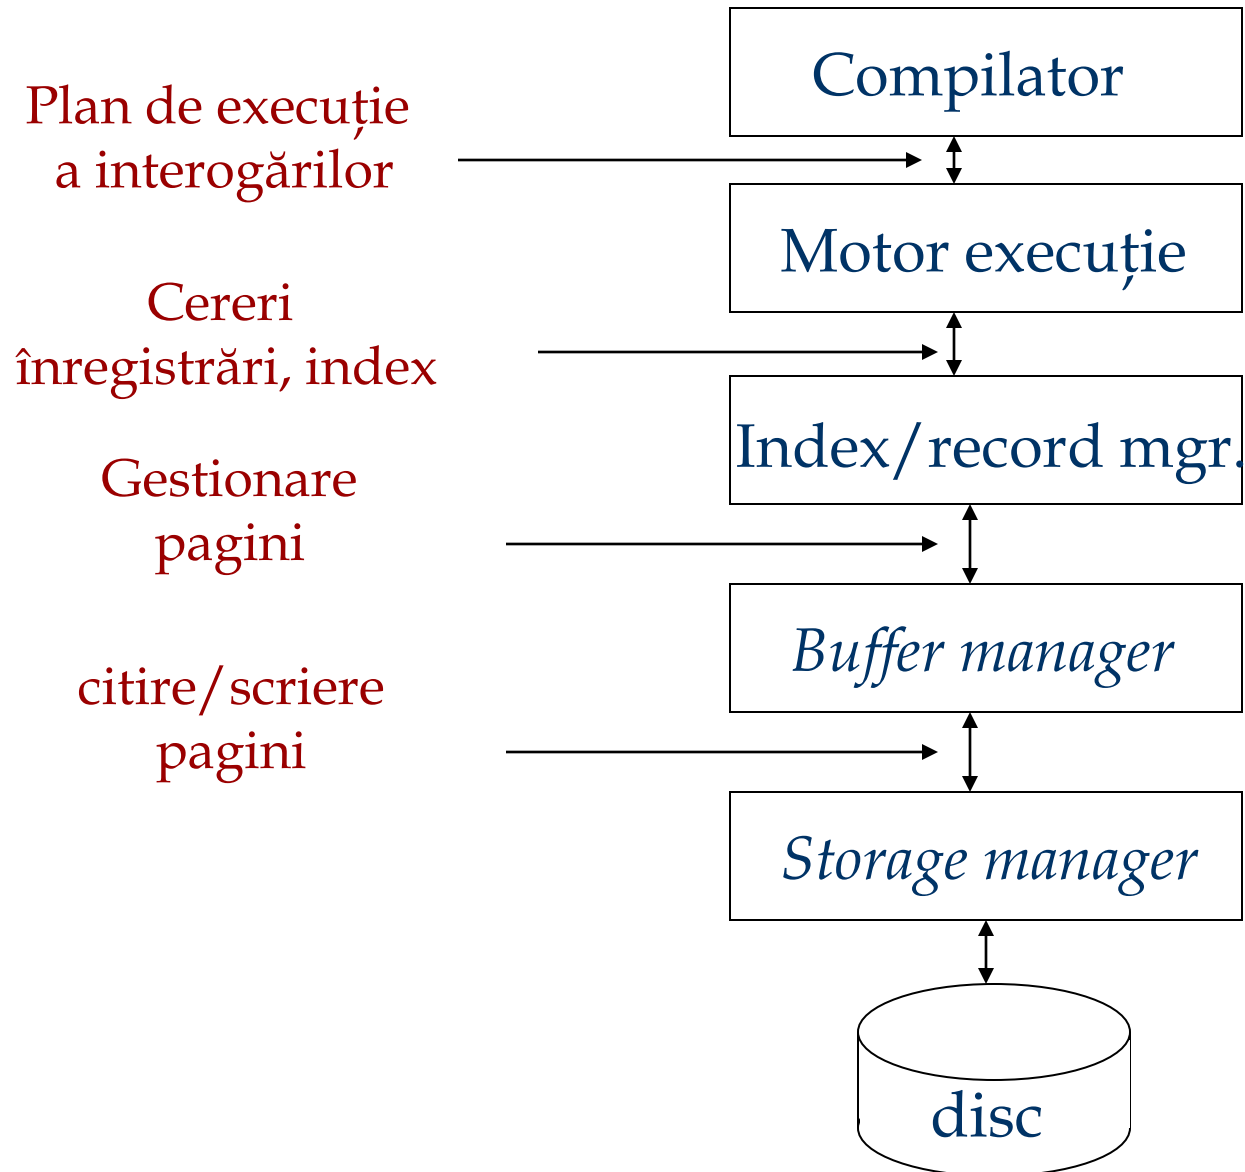 Compilator
Plan de execuție
a interogărilor
Motor execuție
Cereri
înregistrări, index
Index/record mgr.
Gestionare
pagini
Buffer manager
citire/scriere
pagini
Storage manager
disc